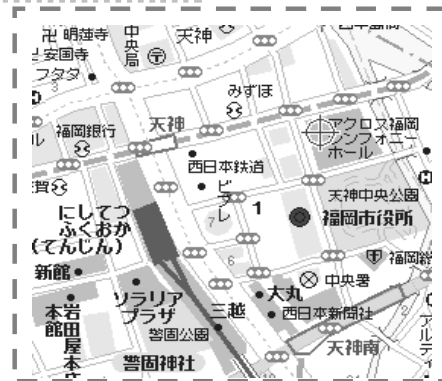 明蓮寺
安国寺
フタタ
中央局
天神
みずほ
福岡銀行
天神
アクロス福岡
シンフォニー
ホール
西日本鉄道
ビブレ
天神中央公園
にしてつ
ふくおか
(てんじん)
1
福岡市役所
7
6
新館
ソラリア
プラザ
三越
大丸
中央署
西日本新聞社
本館
岩田屋本
警固公園
天神南
警固神社
2